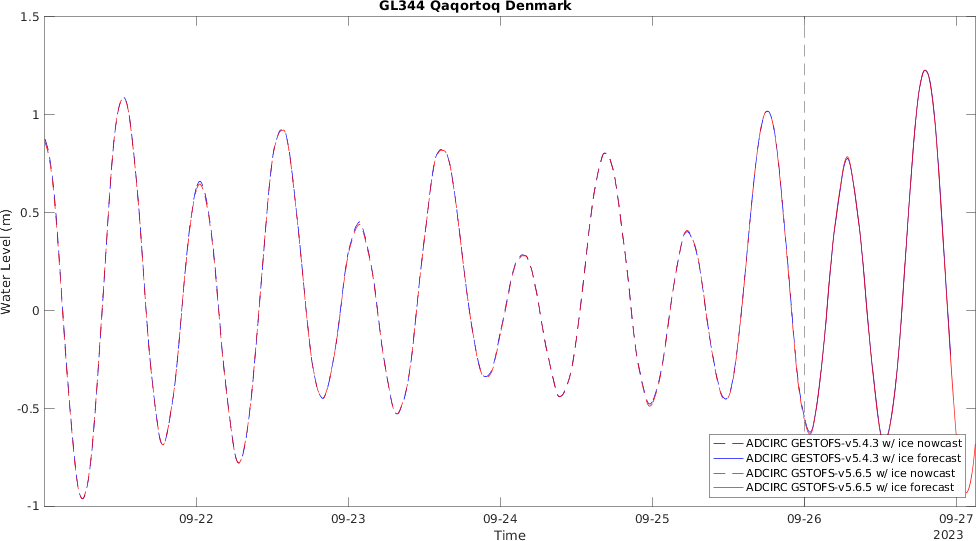 GL344 Qaqortoq Denmark
1.5
1
0.5
0
-0.5
-1
Water Level (m)
09-22
09-23
09-24
09-25
09-26
09-27
Time
2023
ADCIRC GESTOFS-v5.4.3 w/ ice nowcast
ADCIRC GESTOFS-v5.4.3 w/ ice forecast
ADCIRC GSTOFS-v5.6.5 w/ ice nowcast
ADCIRC GSTOFS-v5.6.5 w/ ice forecast